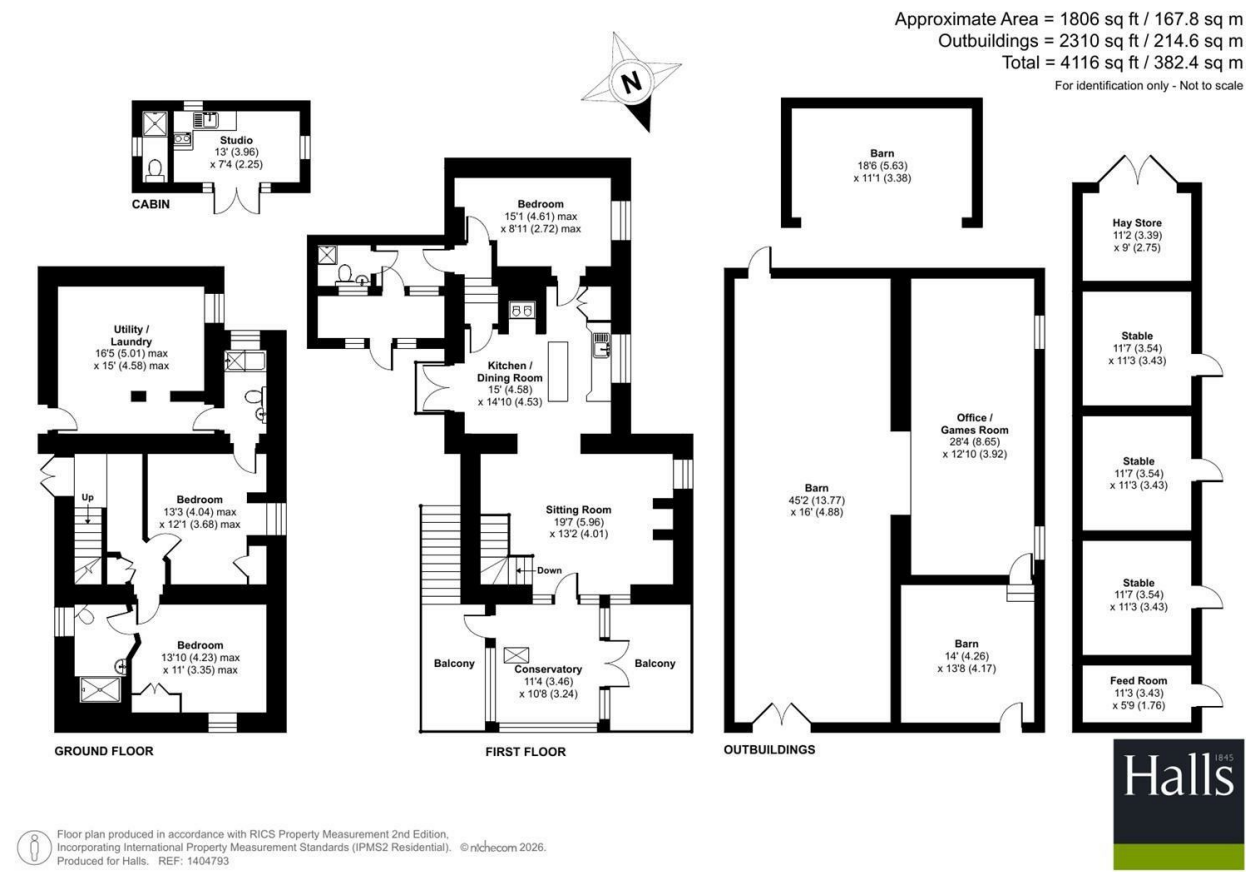 Approximate Area = 1806 sq ft / 167.8 sq m
Outbuildings = 2310 sq ft / 214.6 sq m
Total = 4116 sq ft / 382.4 sq m
For identification only - Not to scale
N
Studio
13' (3.96)
x 7'4 (2.25)
CABIN
Barn
18'6 (5.63)
x 11'1 (3.38)
Bedroom
15'1 (4.61) max
x 8'11 (2.72) max
Hay Store
11'2 (3.39)
x 9' (2.75)
Utility /
Laundry
16'5 (5.01) max
x 15' (4.58) max
Kitchen /
Dining Room
15' (4.58)
x 14'10 (4.53)
Stable
11'7 (3.54)
x 11'3 (3.43)
Office /
Games Room
28'4 (8.65)
x 12'10 (3.92)
Stable
11'7 (3.54)
x 11'3 (3.43)
Up
Bedroom
13'3 (4.04) max
x 12'1 (3.68) max
Sitting Room
19'7 (5.96)
x 13'2 (4.01)
Down
Barn
45'2 (13.77)
x 16' (4.88)
Stable
11'7 (3.54)
x 11'3 (3.43)
Bedroom
13'10 (4.23) max
x 11' (3.35) max
Balcony
Conservatory
11'4 (3.46)
x 10'8 (3.24)
Balcony
Barn
14' (4.26)
x 13'8 (4.17)
Feed Room
11'3 (3.43)
x 5'9 (1.76)
GROUND FLOOR
FIRST FLOOR
OUTBUILDINGS
1845
Halls
Floor plan produced in accordance with RICS Property Measurement 2nd Edition,
Incorporating International Property Measurement Standards (IPMS2 Residential). © nichecom 2026.
Produced for Halls. REF: 1404793